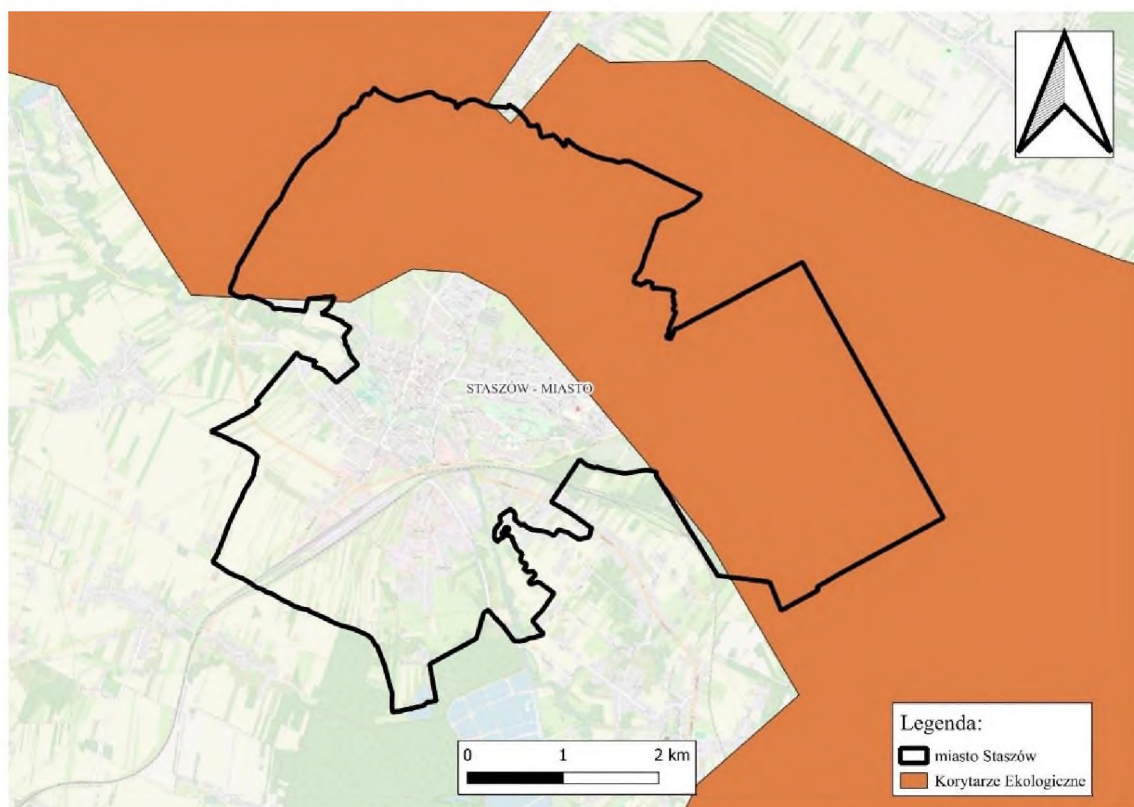 STASZÓW - MIASTO
0 1 2 km
Legenda:
miasto Staszów
Korytarze Ekologiczne